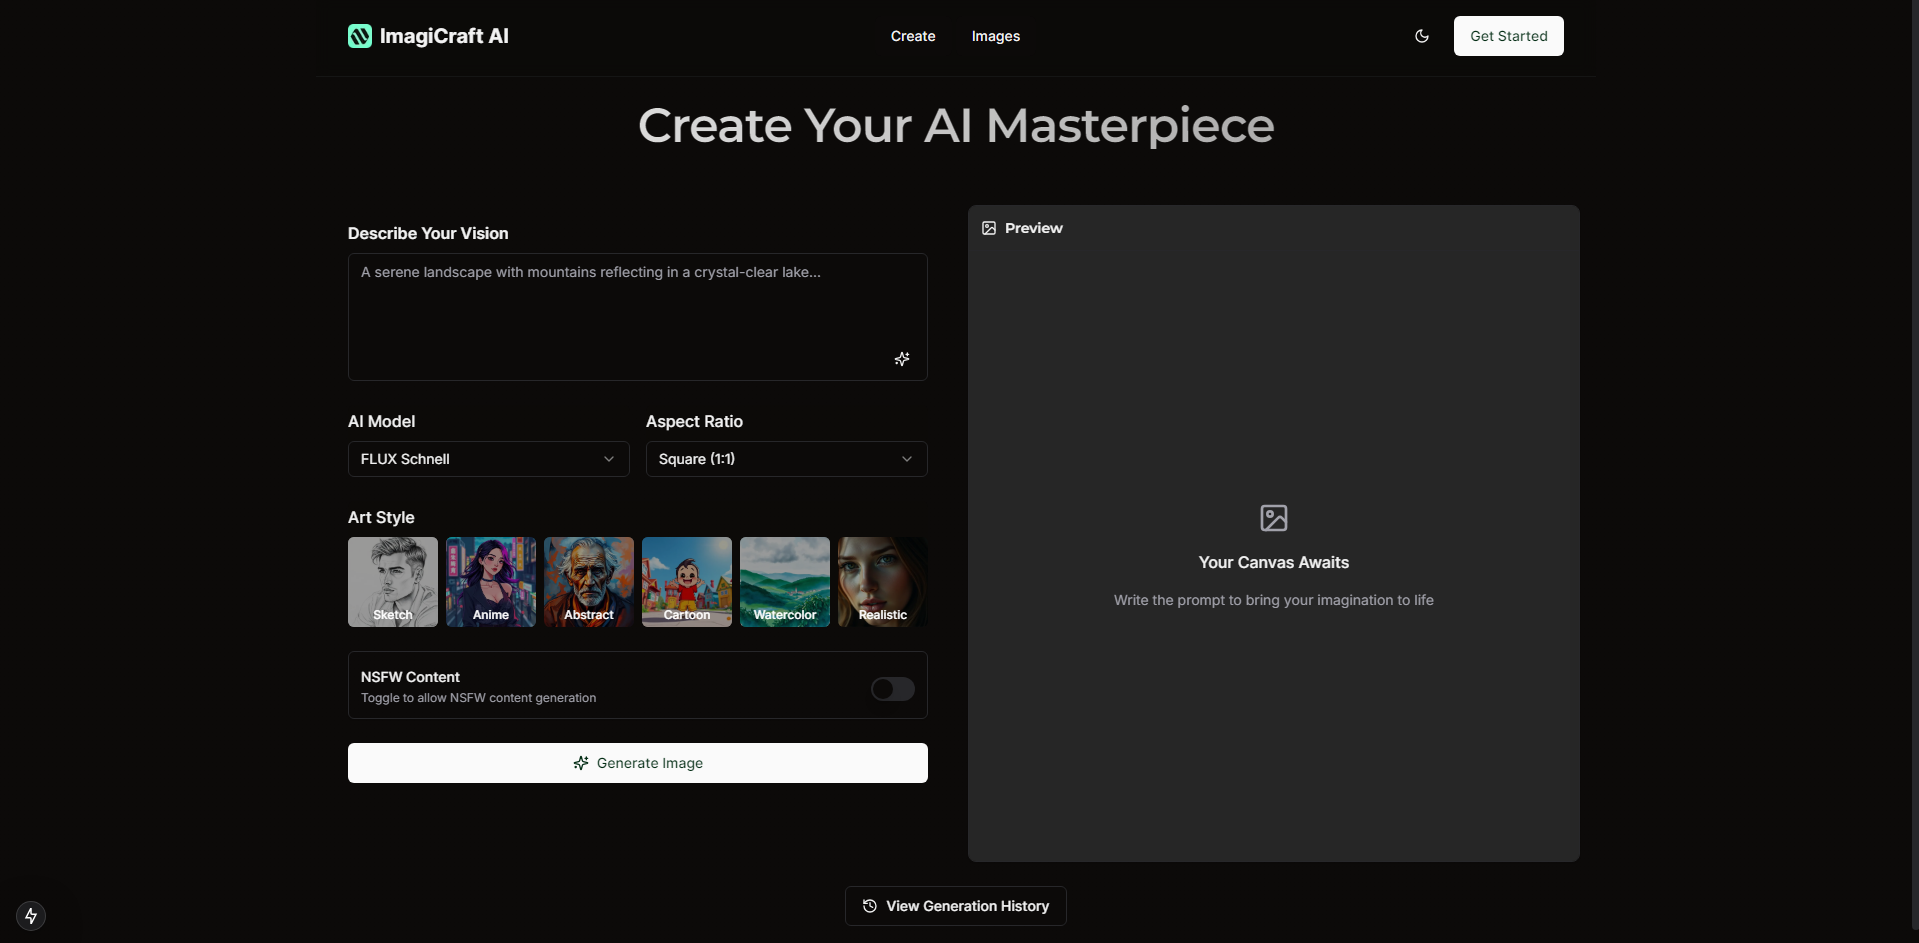 ImagiCraft AI
Create
Images
Get Started
Create Your AI Masterpiece
Describe Your Vision
A serene landscape with mountains reflecting in a crystal-clear lake...
AI Model
Aspect Ratio
FLUX Schnell
Square (1:1)
Art Style
Sketch
Anime
Abstract
Cartoon
Watercolor
Realistic
NSFW Content
Toggle to allow NSFW content generation
Generate Image
Preview
Your Canvas Awaits
Write the prompt to bring your imagination to life
View Generation History